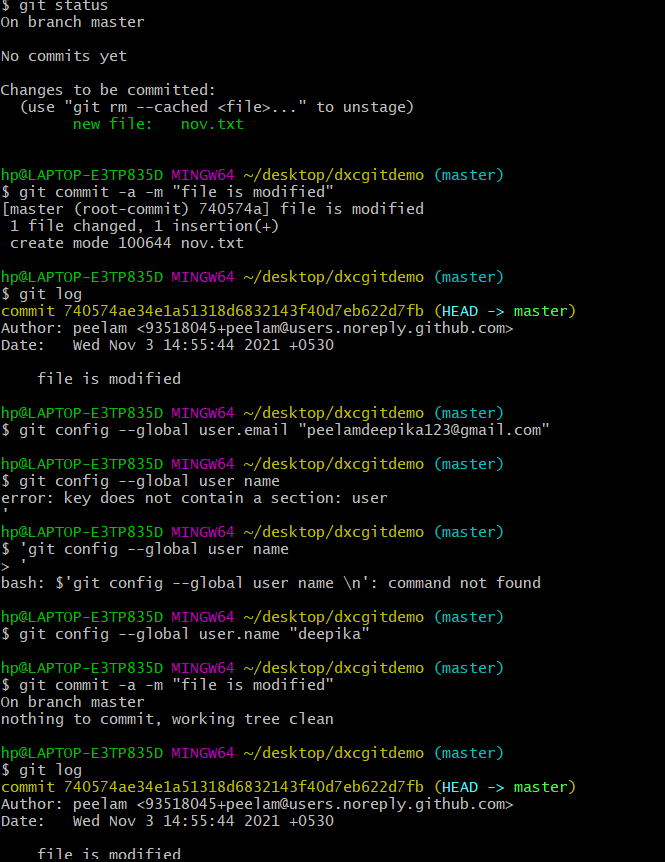 $ git status
On branch master
No commits yet
Changes to be committed:
(use "git rm --cached <file>..." to unstage)
new file:   nov.txt
hp@LAPTOP-E3TP835D MINGW64 ~/desktop/dxcgitdemo (master)
$ git commit -a -m "file is modified"
[master (root-commit) 740574a] file is modified
1 file changed, 1 insertion(+)
create mode 100644 nov.txt
hp@LAPTOP-E3TP835D MINGW64 ~/desktop/dxcgitdemo (master)
$ git log
commit 740574ae34e1a51318d6832143f40d7eb622d7fb (HEAD -> master)
Author: peelam <93518045+peelam@users.noreply.github.com>
Date:   Wed Nov 3 14:55:44 2021 +0530
file is modified
hp@LAPTOP-E3TP835D MINGW64 ~/desktop/dxcgitdemo (master)
$ git config --global user.email "peelamdeepika123@gmail.com"
hp@LAPTOP-E3TP835D MINGW64 ~/desktop/dxcgitdemo (master)
$ git config --global user name
error: key does not contain a section: user
'
hp@LAPTOP-E3TP835D MINGW64 ~/desktop/dxcgitdemo (master)
$ 'git config --global user name
> '
bash: $'git config --global user name \n': command not found
hp@LAPTOP-E3TP835D MINGW64 ~/desktop/dxcgitdemo (master)
$ git config --global user.name "deepika"
hp@LAPTOP-E3TP835D MINGW64 ~/desktop/dxcgitdemo (master)
$ git commit -a -m "file is modified"
On branch master
nothing to commit, working tree clean
hp@LAPTOP-E3TP835D MINGW64 ~/desktop/dxcgitdemo (master)
$ git log
commit 740574ae34e1a51318d6832143f40d7eb622d7fb (HEAD -> master)
Author: peelam <93518045+peelam@users.noreply.github.com>
Date:   Wed Nov 3 14:55:44 2021 +0530
file is modified